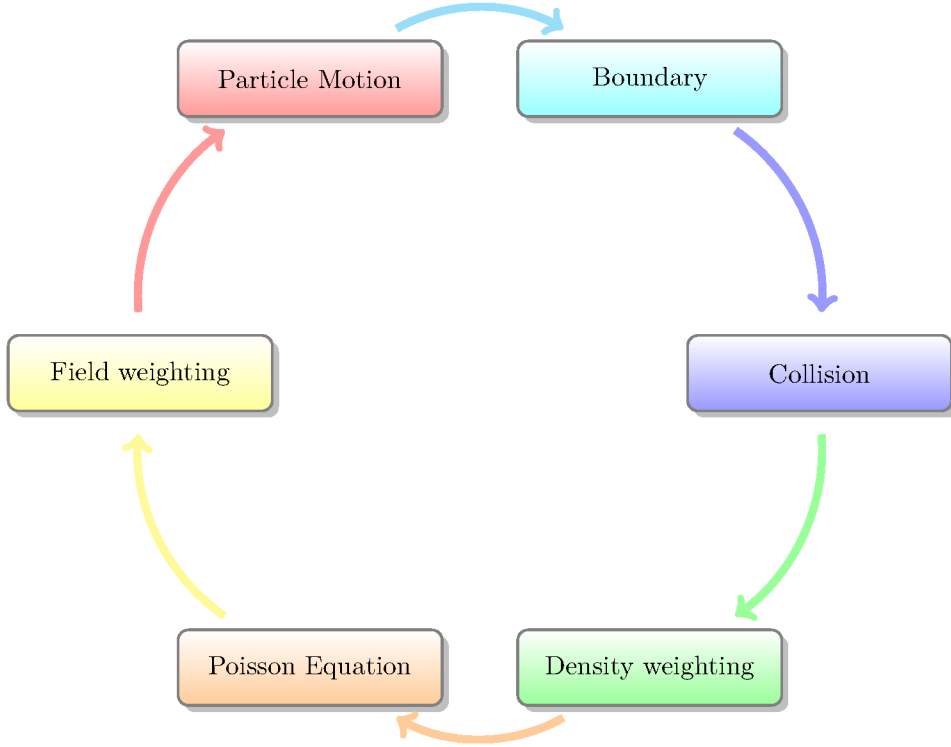 Particle Motion
Boundary
Collision
Density weighting
Poisson Equation
Field weighting